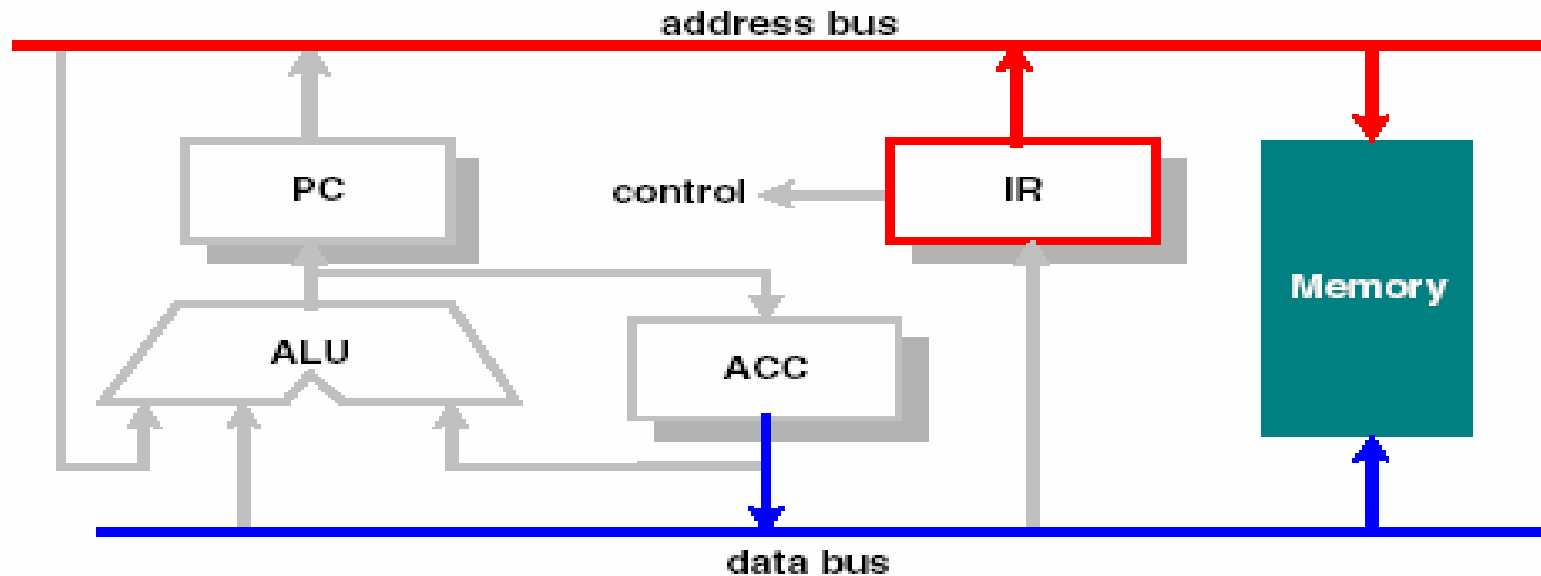 address bus
PC
control
IR
Memory
ALU
ACC
data bus